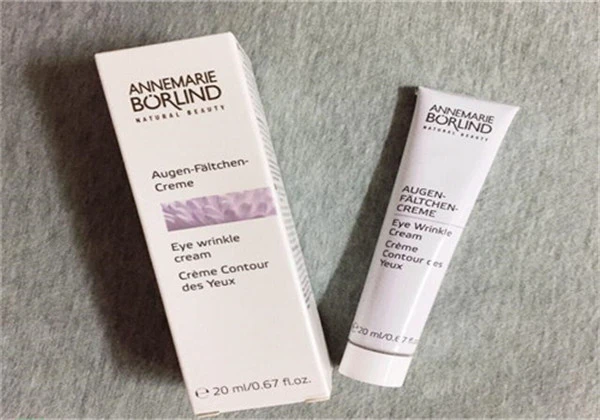 ANNEMARIE
BÖRLIND
NATURAL BEAUTY
Augen-Fältchen-
Creme
Eye wrinkle
cream
Crème Contour
des Yeux
℮ 20 ml/0.67 fl.oz.
ANNEMARIE
BÖRLIND
NATURAL BEAUTY
AUGEN-
FÄLTCHEN-
CREME
Eye Wrinkle
Cream
Crème
Contour des
Yeux
℮20 ml/0.67 fl.oz